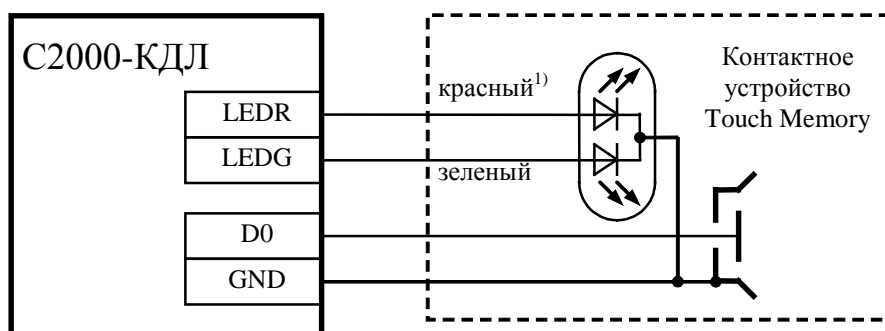 С2000-КДЛ
Контактное
устройство
Touch Memory
красный¹⁾
LEDR
LEDG
зеленый
D0
GND